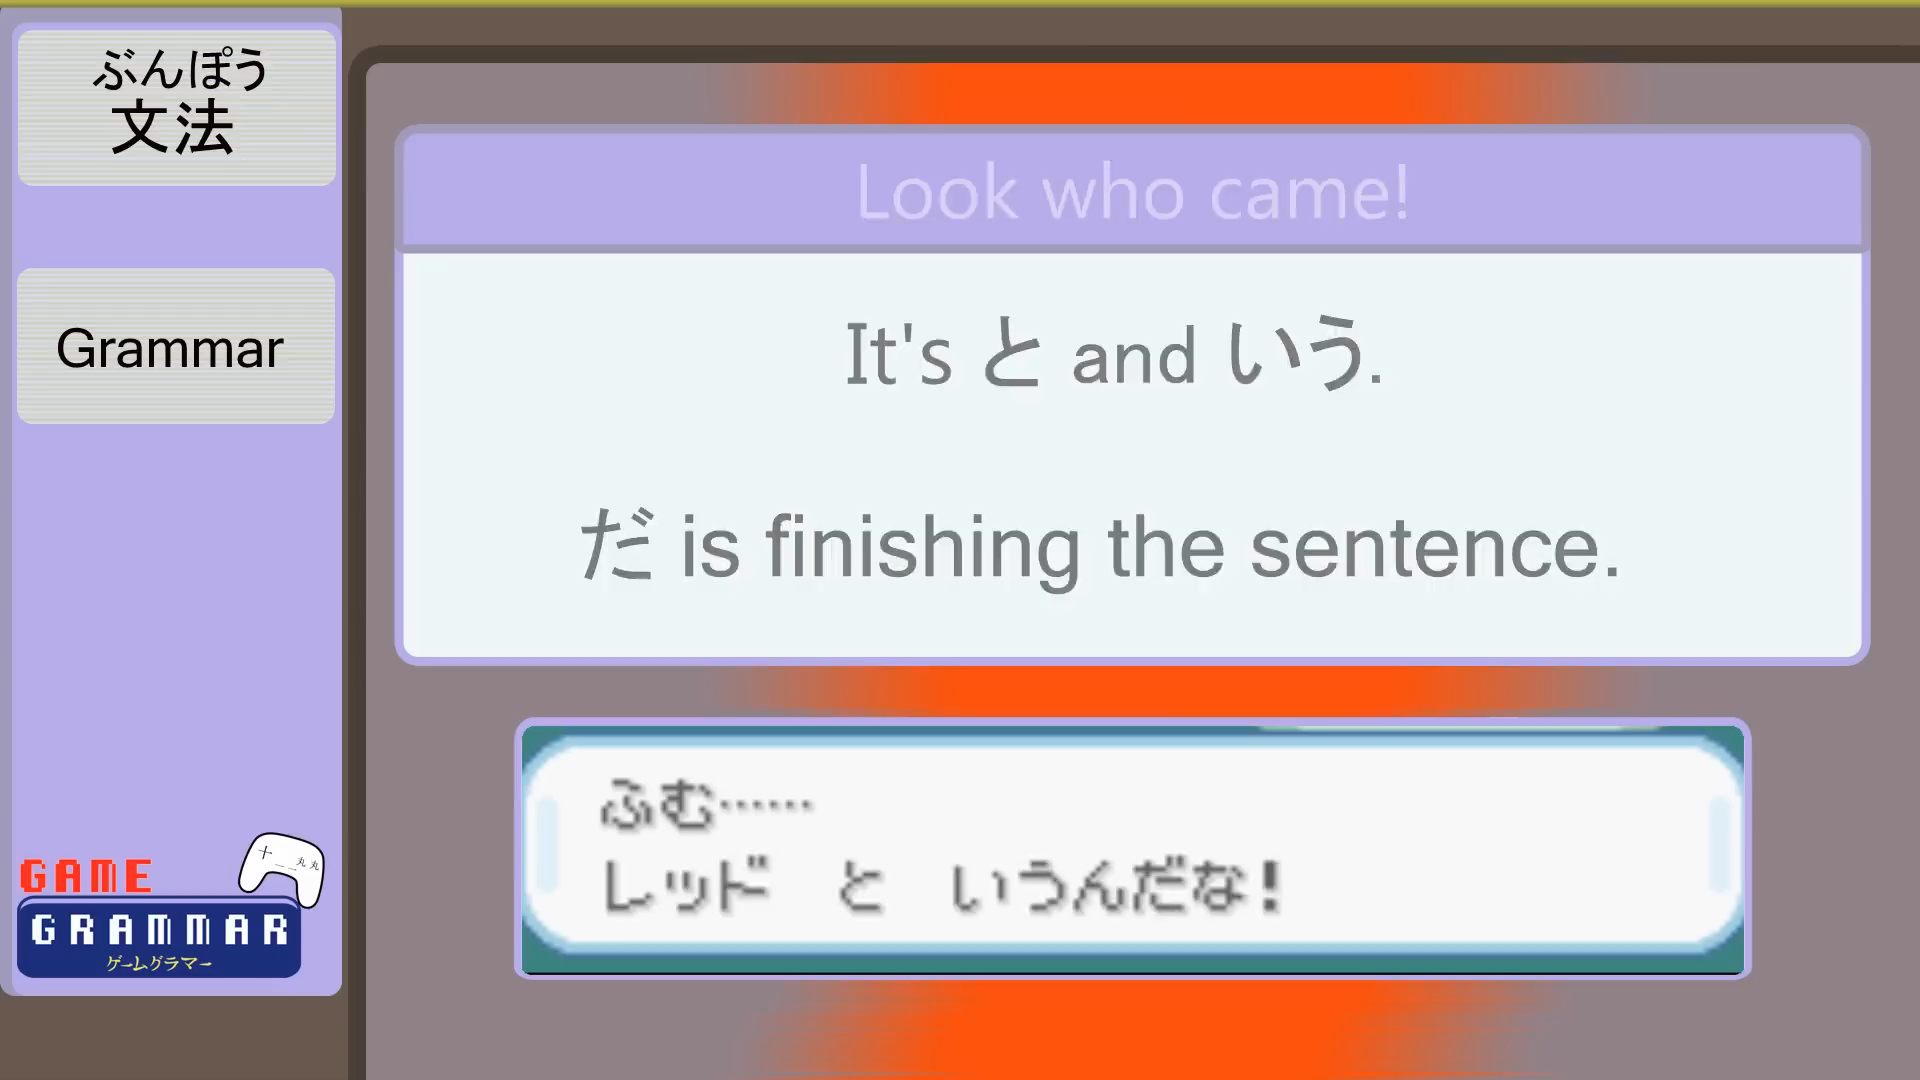 ぶんぽう
文法
Grammar
Look who came!
It's と and いう.
だ is finishing the sentence.
ふむ……
レッド と いうんだな!
GAME
GRAMMAR
ゲームグラマー